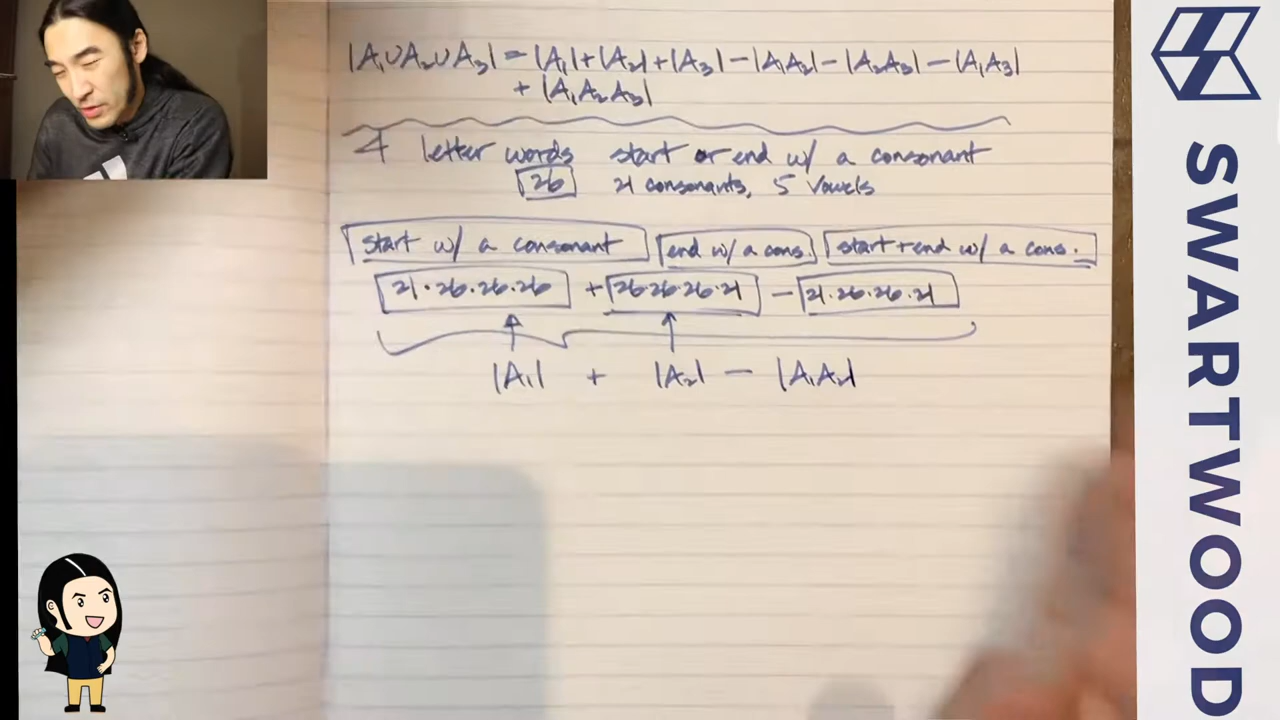 |A₁∪A₂∪A₃| = |A₁|+|A₂|+|A₃|-|A₁A₂|-|A₂A₃|-|A₁A₃|
+ |A₁A₂A₃|
4 letter words start or end w/ a consonant
26 21 consonants, 5 vowels
start w/ a consonant end w/ a cons. start + end w/ a cons.
21·26·26·26 + 26·26·26·21 - 21·26·26·21
|A₁| + |A₂| - |A₁A₂|
SWARTWOOD